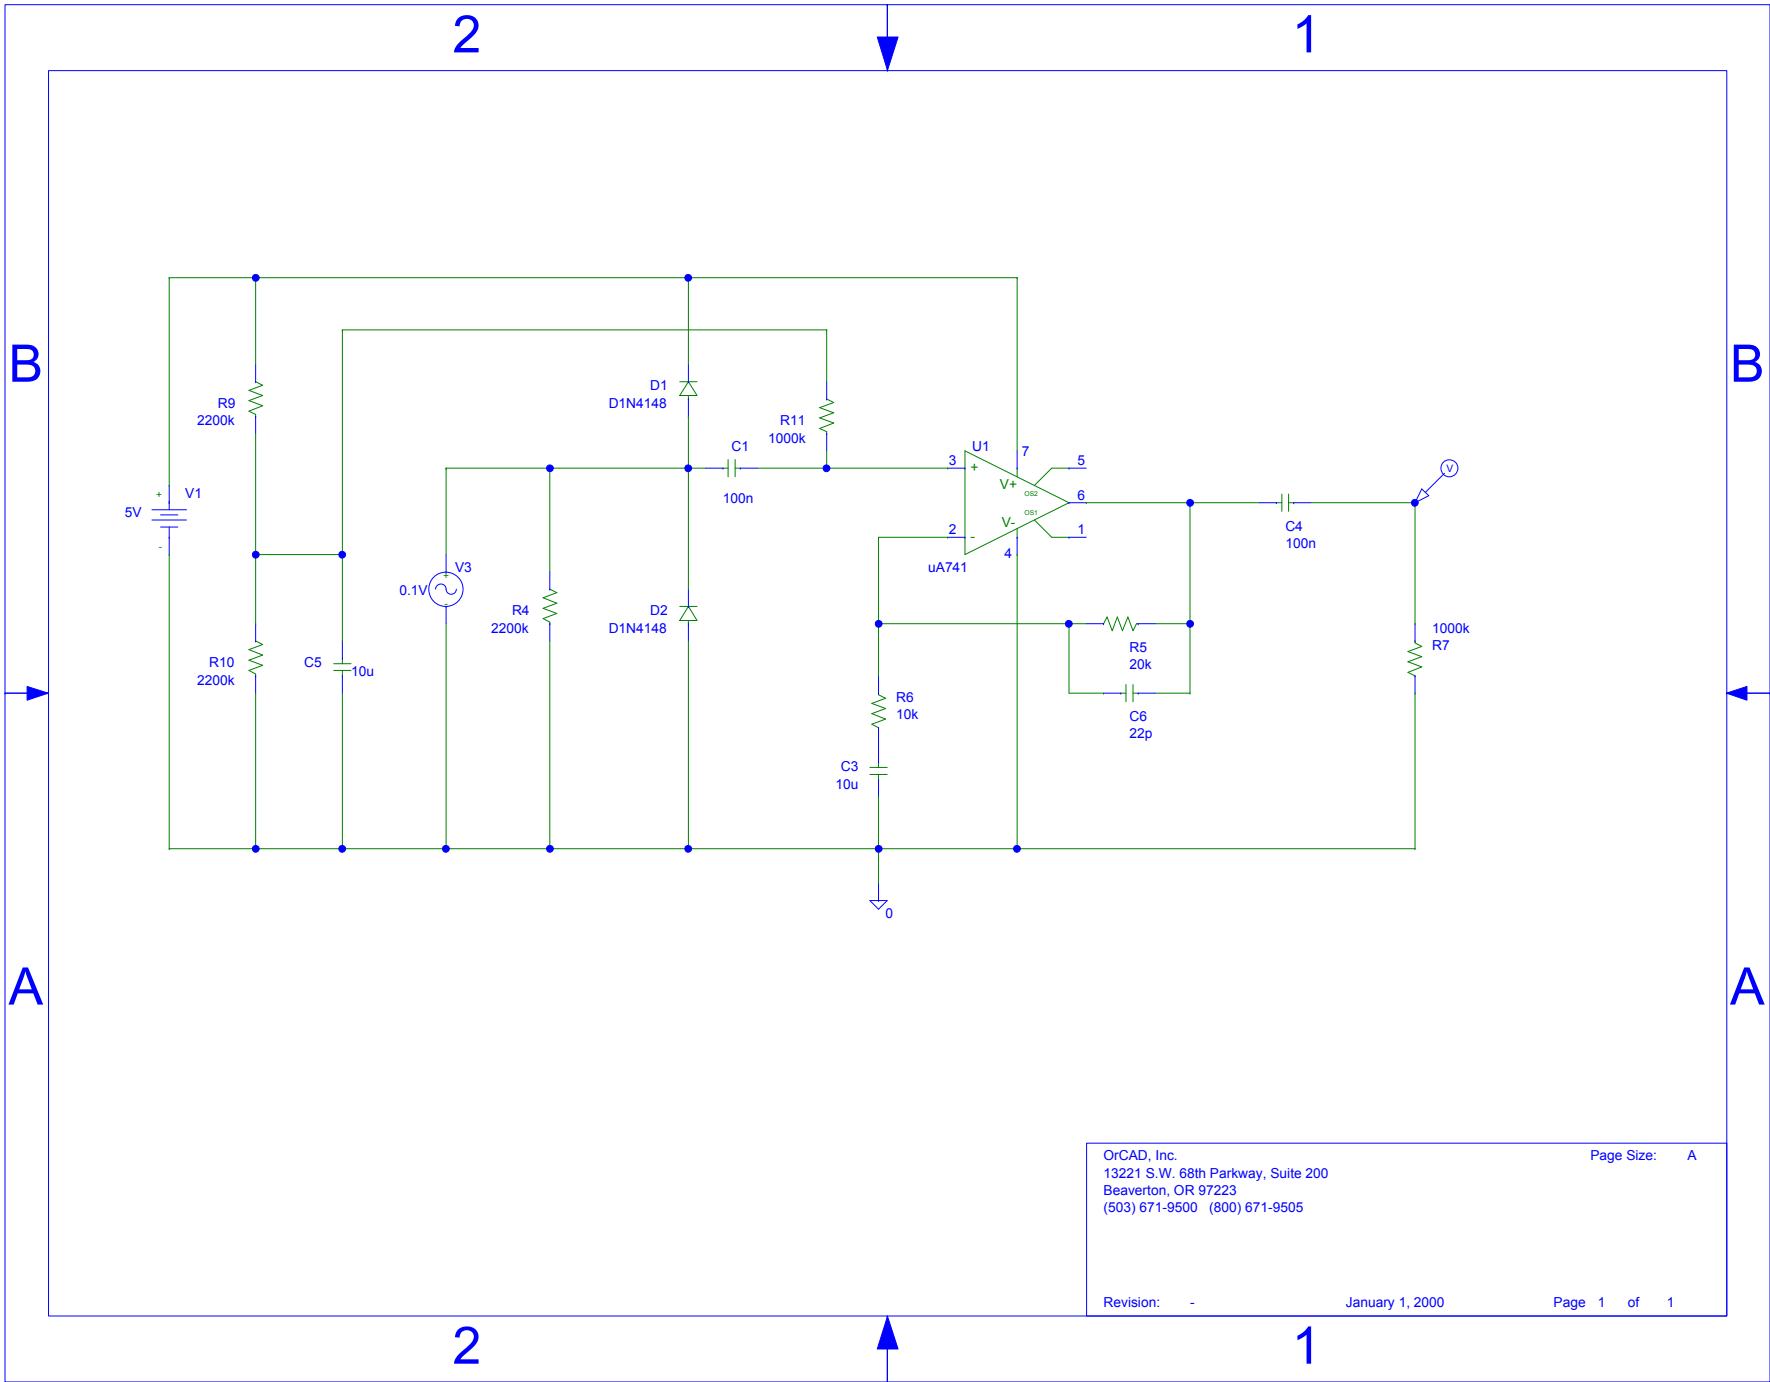 2
1
B
B
D1
D1N4148
R9
2200k
R11
1000k
C1
100n
U1
7
3
+
5
V+
OS2
6
V
+
V1
5V
-
OS1
V-
2
-
1
4
uA741
C4
100n
V3
+
0.1V
-
R4
2200k
D2
D1N4148
1000k
R7
R5
20k
R10
2200k
C5
10u
R6
10k
C6
22p
C3
10u
0
A
A
OrCAD, Inc.
Page Size: A
13221 S.W. 68th Parkway, Suite 200
Beaverton, OR 97223
(503) 671-9500 (800) 671-9505
Revision: -
January 1, 2000
Page 1 of 1
2
1